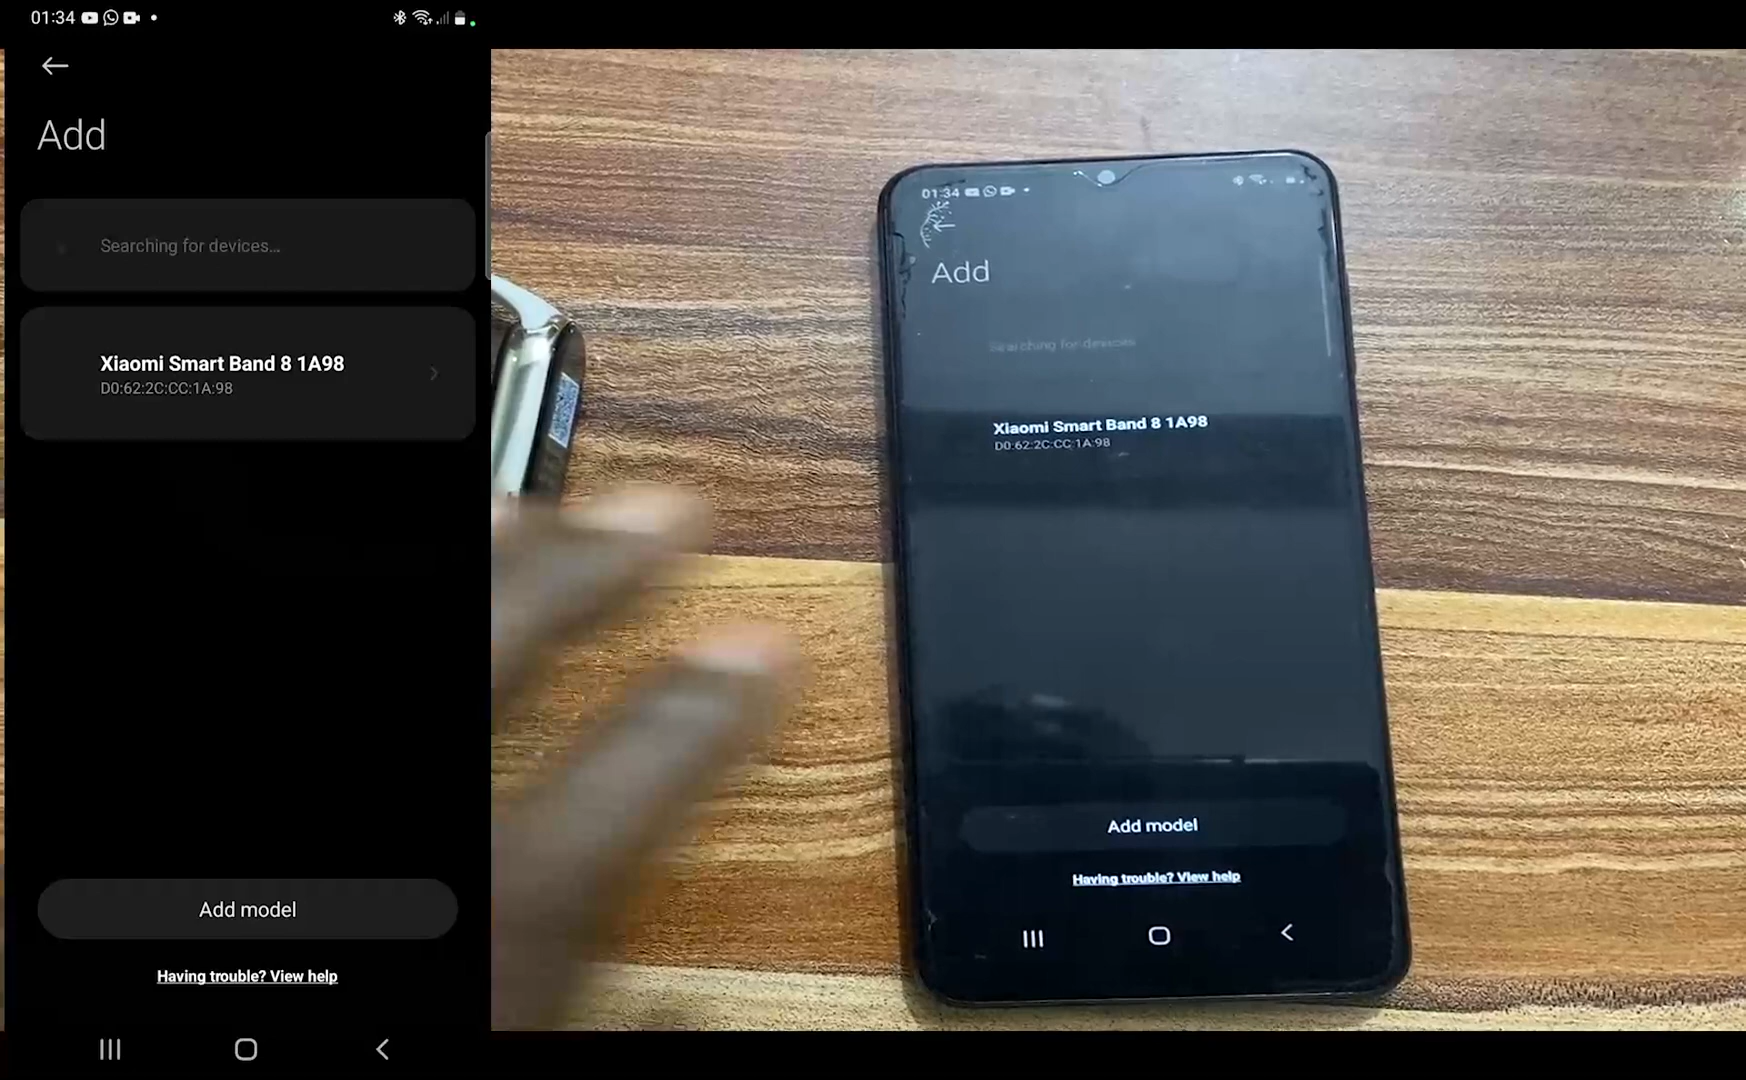 01:34
Add
Searching for devices...
Xiaomi Smart Band 8 1A98
D0:62:2C:CC:1A:98
Add model
Having trouble? View help
01:34
Add
Searching for devices
Xiaomi Smart Band 8 1A98
D0:62:2C:CC:1A:98
Add model
Having trouble? View help